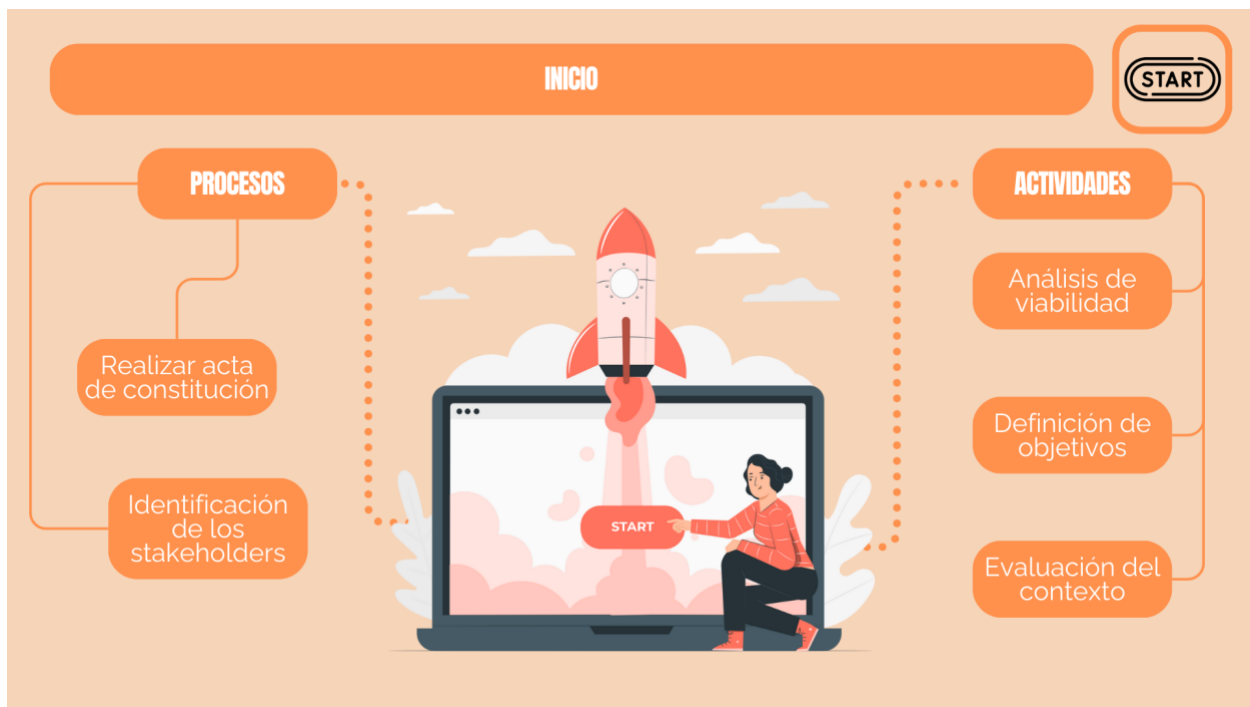 INICIO
START
PROCESOS
Realizar acta
de constitución
Identificación
de los
stakeholders
START
ACTIVIDADES
Análisis de
viabilidad
Definición de
objetivos
Evaluación del
contexto